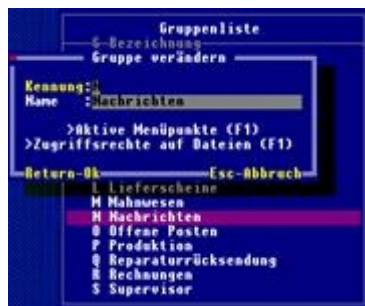 Gruppenliste
G Bezeichnung
Gruppe verändern
Kennung:
Name :Nachrichten
>Aktive Menüpunkte (F1)
>Zugriffsrechte auf Dateien (F1)
Return-Ok Esc-Abbruch
L Lieferscheine
M Mahnwesen
N Nachrichten
O Offene Posten
P Produktion
Q Reparaturrücksendung
R Rechnungen
S Supervisor